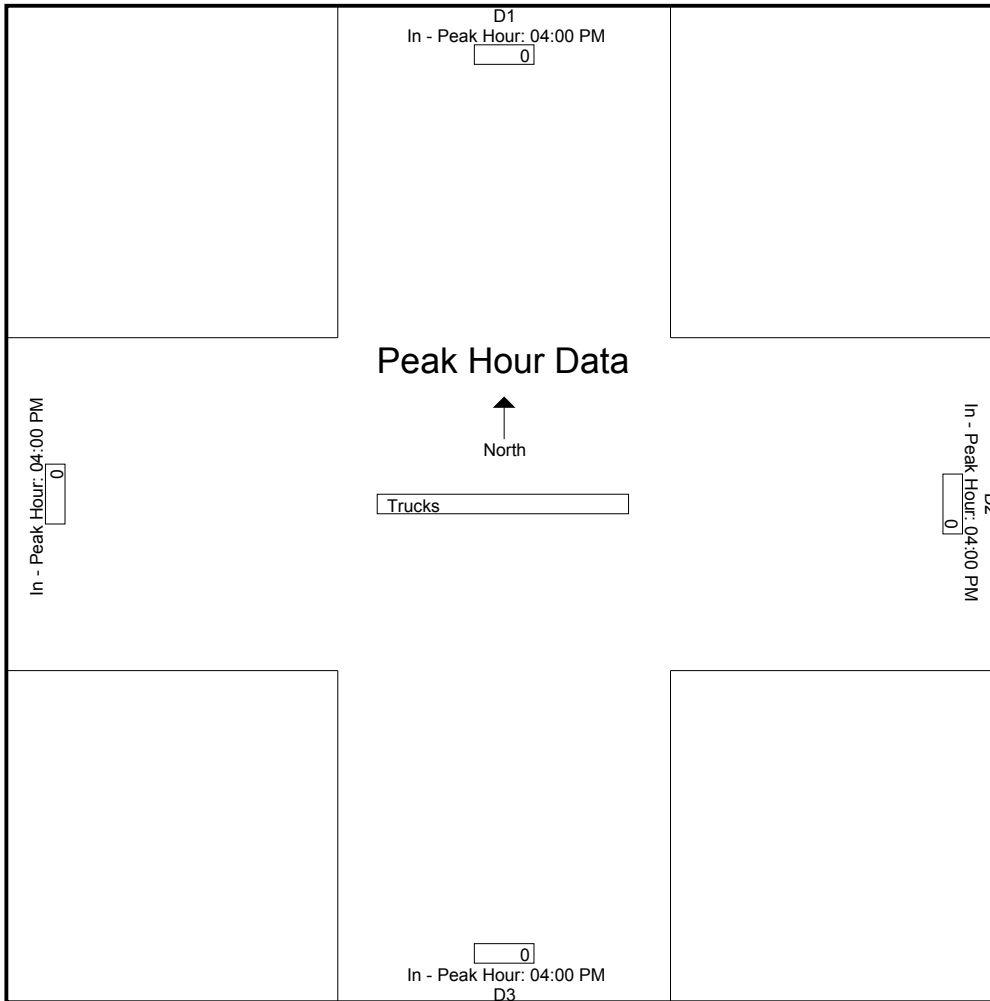 D1
In - Peak Hour: 04:00 PM
0
Peak Hour Data
North
Trucks
In - Peak Hour: 04:00 PM
0
D2
In - Peak Hour: 04:00 PM
0
0
In - Peak Hour: 04:00 PM
D3